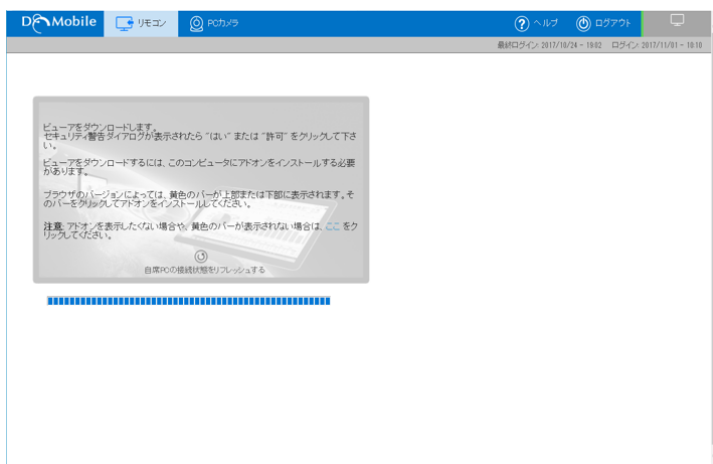 DoMobile リモコン PCカメラ ヘルプ ログアウト
最終ログイン: 2017/10/24 - 19:02 ログイン: 2017/11/01 - 18:18
ビューアをダウンロードします。
セキュリティ警告ダイアログが表示されたら "はい" または "許可" をクリックして下さ
い。
ビューアをダウンロードするには、このコンピュータにアドオンをインストールする必要
があります。
ブラウザのバージョンによっては、黄色のバーが上部または下部に表示されます。そ
のバーをクリックしてアドオンをインストールしてください。
注意: アドオンを表示したくない場合や、黄色のバーが表示されない場合は、ここ をク
リックしてください。
自席PCの接続状態をリフレッシュする